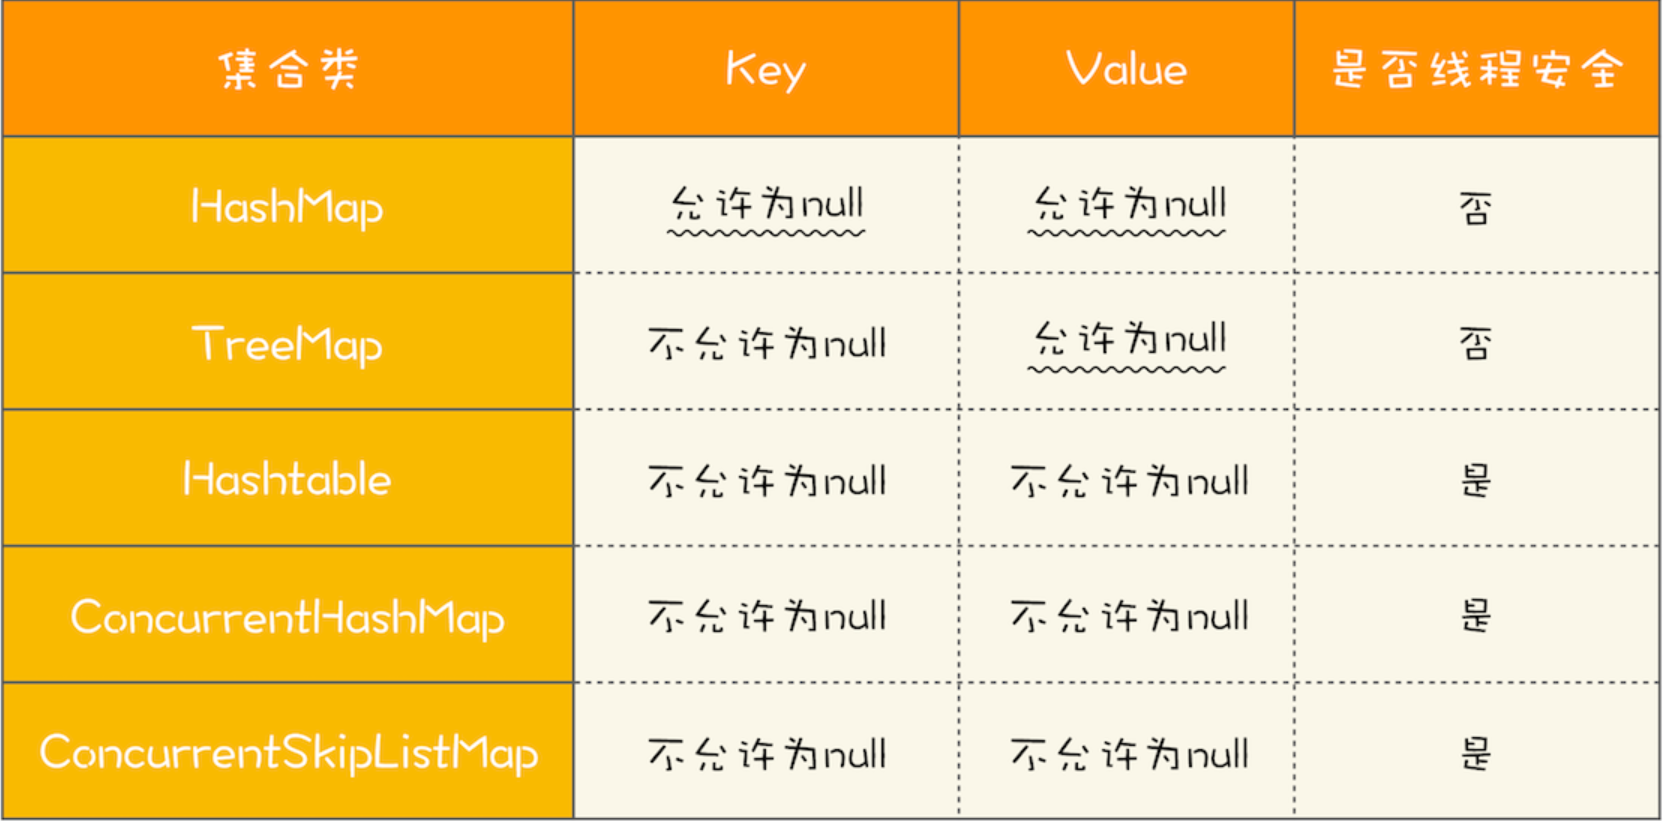 集合类 Key Value 是否线程安全
HashMap 允许为null 允许为null 否
TreeMap 不允许为null 允许为null 否
Hashtable 不允许为null 不允许为null 是
ConcurrentHashMap 不允许为null 不允许为null 是
ConcurrentSkipListMap 不允许为null 不允许为null 是